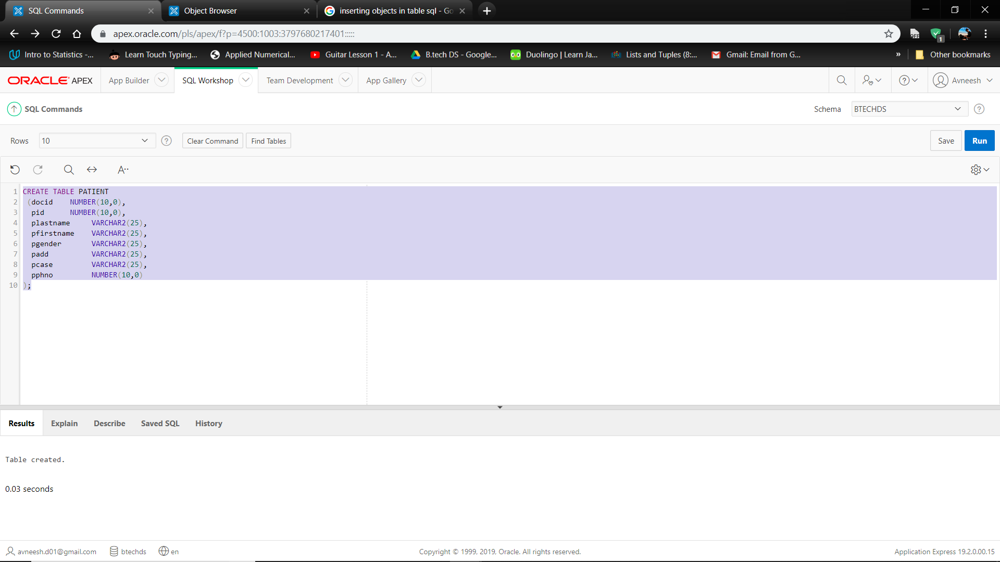 SQL Commands
Object Browser
inserting objects in table sql - Go
apex.oracle.com/pls/apex/f?p=4500:1003:3797680217401:::::
OFF
1
Intro to Statistics -...
Learn Touch Typing...
Applied Numerical...
Guitar Lesson 1 - A...
B.tech DS - Google...
Duolingo | Learn Ja...
Lists and Tuples (8:...
Gmail: Email from G...
»
Other bookmarks
ORACLE APEX
App Builder
SQL Workshop
Team Development
App Gallery
Avneesh
SQL Commands
Schema
BTECHDS
Rows
10
Clear Command
Find Tables
Save
Run
1 CREATE TABLE PATIENT
2 (docid NUMBER(10,0),
3 pid NUMBER(10,0),
4 plastname VARCHAR2(25),
5 pfirstname VARCHAR2(25),
6 pgender VARCHAR2(25),
7 padd VARCHAR2(25),
8 pcase VARCHAR2(25),
9 pphno NUMBER(10,0)
10 );
Results
Explain
Describe
Saved SQL
History
Table created.
0.03 seconds
avneesh.d01@gmail.com
btechds
en
Copyright © 1999, 2019, Oracle. All rights reserved.
Application Express 19.2.0.00.15